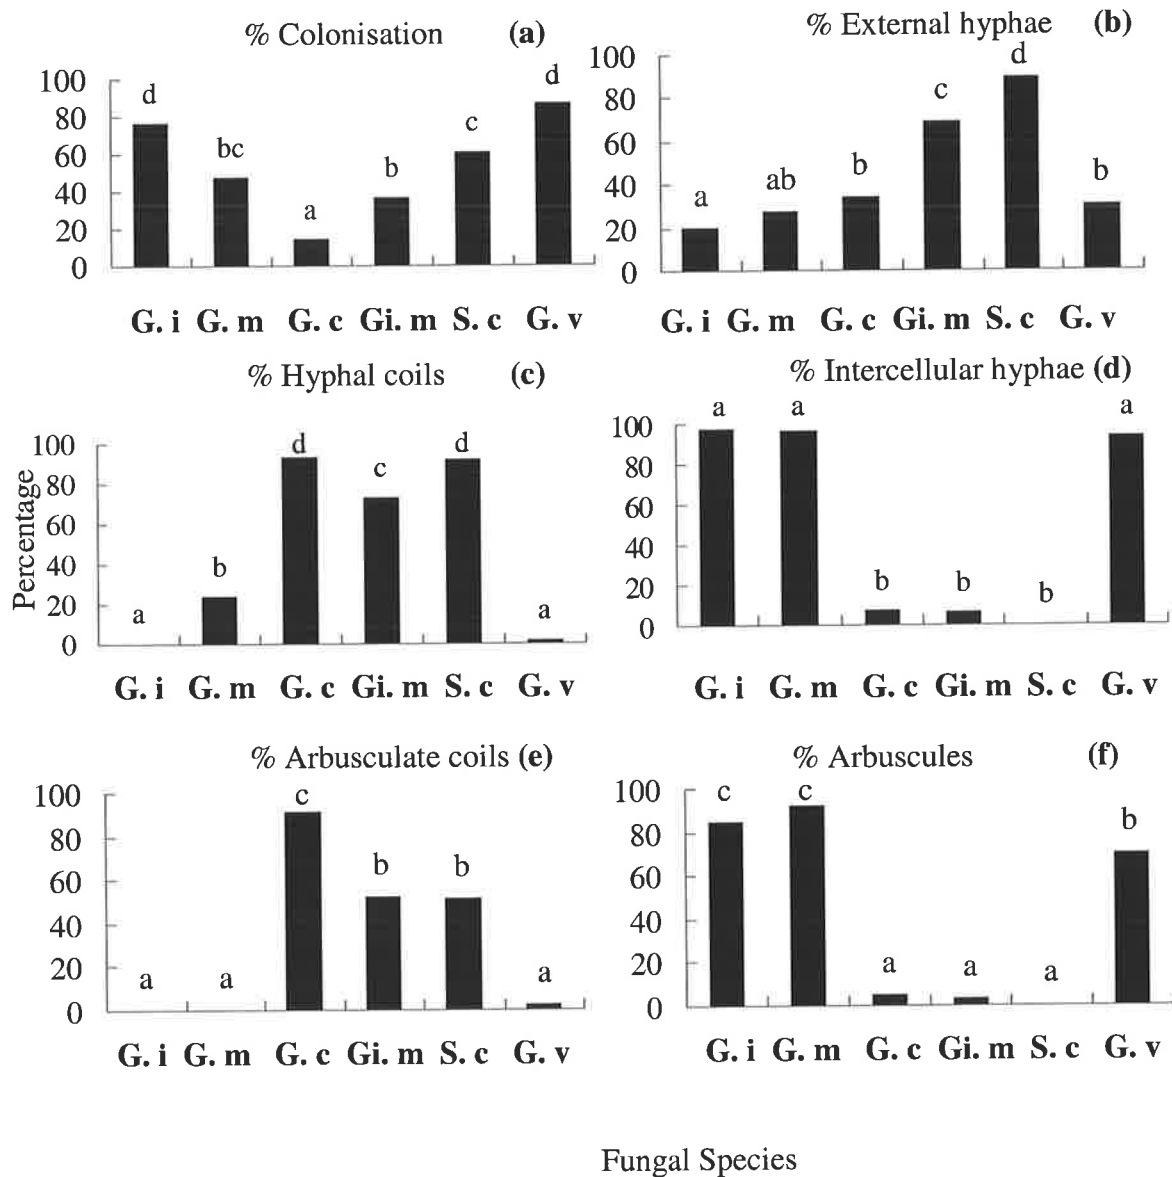 % Colonisation (a)
100
80
60
40
20
0
d
bc
a
b
c
d
G. i G. m G. c Gi. m S. c G. v
% External hyphae (b)
100
80
60
40
20
0
a
ab
b
c
d
b
G. i G. m G. c Gi. m S. c G. v
% Hyphal coils (c)
Percentage
100
80
60
40
20
0
a
b
d
c
d
a
G. i G. m G. c Gi. m S. c G. v
% Intercellular hyphae (d)
100
80
60
40
20
0
a
a
b
b
b
a
G. i G. m G. c Gi. m S. c G. v
% Arbusculate coils (e)
100
80
60
40
20
0
a
a
c
b
b
a
G. i G. m G. c Gi. m S. c G. v
% Arbuscules (f)
100
80
60
40
20
0
c
c
a
a
a
b
G. i G. m G. c Gi. m S. c G. v
Fungal Species